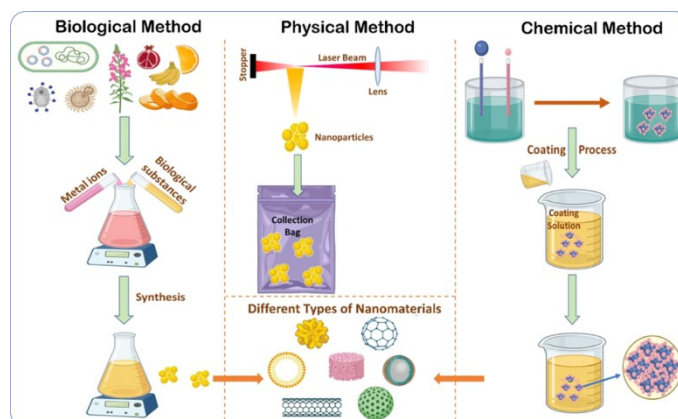 Biological Method
Physical Method
Chemical Method
Stopper
Laser Beam
Lens
Nanoparticles
Metal ions
Biological
substances
Collection
Bag
Coating Process
Coating
Solution
Synthesis
Different Types of Nanomaterials